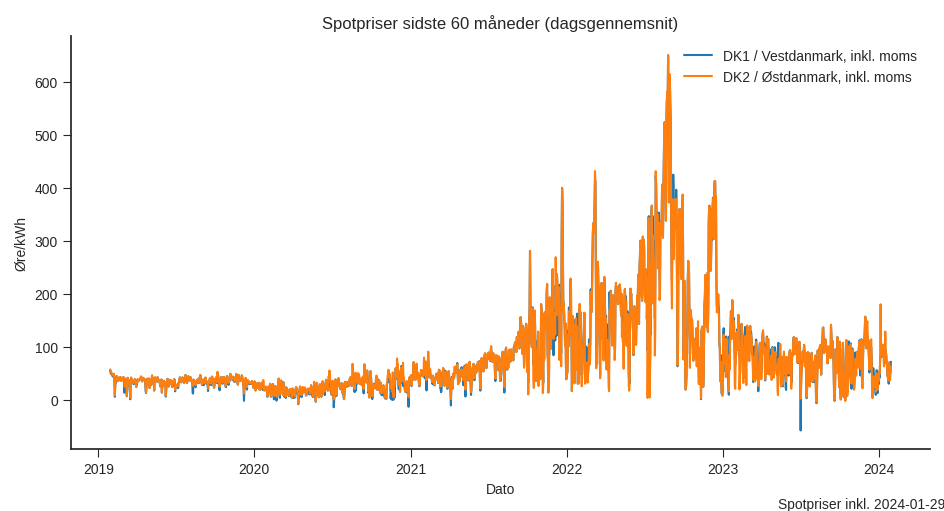 Spotpriser sidste 60 måneder (dagsgennemsnit)
DK1 / Vestdanmark, inkl. moms
DK2 / Østdanmark, inkl. moms
600
500
400
300
200
100
0
Øre/kWh
2019 2020 2021 2022 2023 2024
Dato
Spotpriser inkl. 2024-01-29